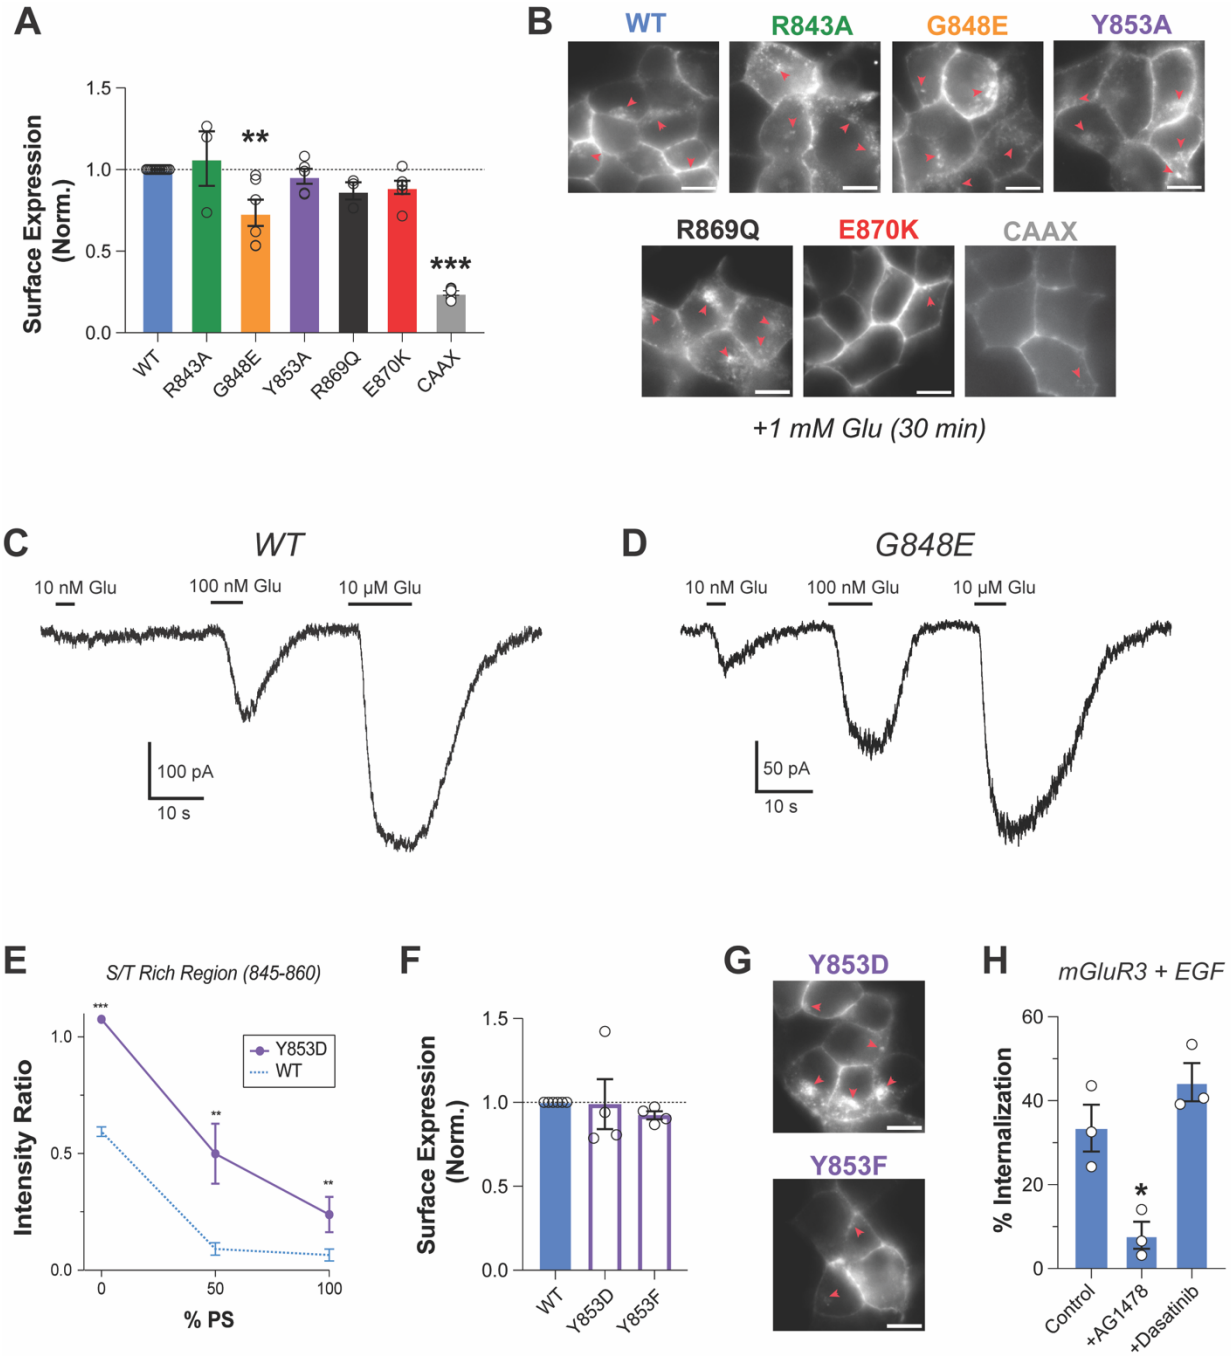 A
Surface Expression
(Norm.)
1.5
1.0
0.5
0.0
**
***
WT
R843A
G848E
Y853A
R869Q
E870K
CAAX
B
WT
R843A
G848E
Y853A
R869Q
E870K
CAAX
+1 mM Glu (30 min)
C
WT
10 nM Glu
100 nM Glu
10 µM Glu
100 pA
10 s
D
G848E
10 nM Glu
100 nM Glu
10 µM Glu
50 pA
10 s
E
S/T Rich Region (845-860)
Intensity Ratio
1.0
0.5
0.0
***
**
**
Y853D
WT
0
50
100
% PS
F
Surface Expression
(Norm.)
1.5
1.0
0.5
0.0
WT
Y853D
Y853F
G
Y853D
Y853F
H
mGluR3 + EGF
% Internalization
60
40
20
0
*
Control
+AG1478
+Dasatinib